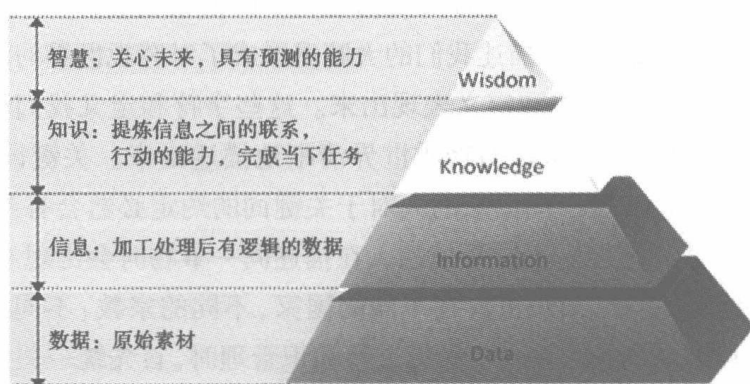 智慧：关心未来，具有预测的能力
Wisdom
知识：提炼信息之间的联系，
行动的能力，完成当下任务
Knowledge
信息：加工处理后有逻辑的数据
Information
数据：原始素材
Data